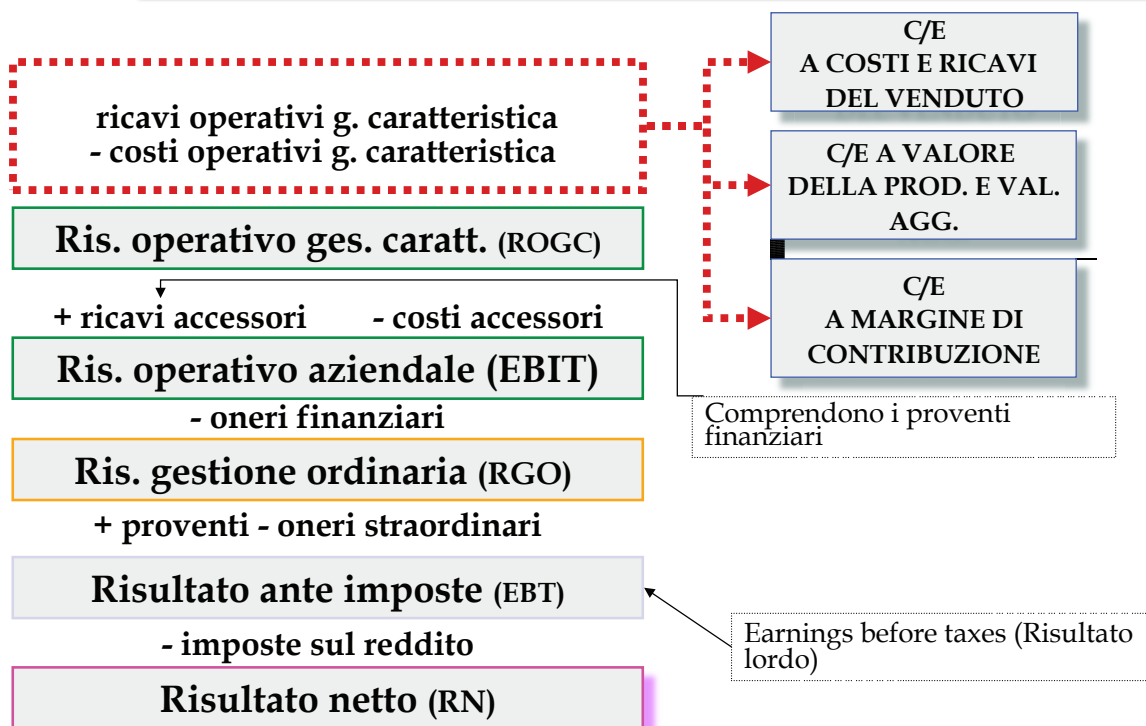 ricavi operativi g. caratteristica
- costi operativi g. caratteristica
Ris. operativo ges. caratt. (ROGC)
+ ricavi accessori - costi accessori
Ris. operativo aziendale (EBIT)
- oneri finanziari
Ris. gestione ordinaria (RGO)
+ proventi - oneri straordinari
Risultato ante imposte (EBT)
- imposte sul reddito
Risultato netto (RN)
C/E
A COSTI E RICAVI
DEL VENDUTO
C/E A VALORE
DELLA PROD. E VAL.
AGG.
C/E
A MARGINE DI
CONTRIBUZIONE
Comprendono i proventi
finanziari
Earnings before taxes (Risultato
lordo)